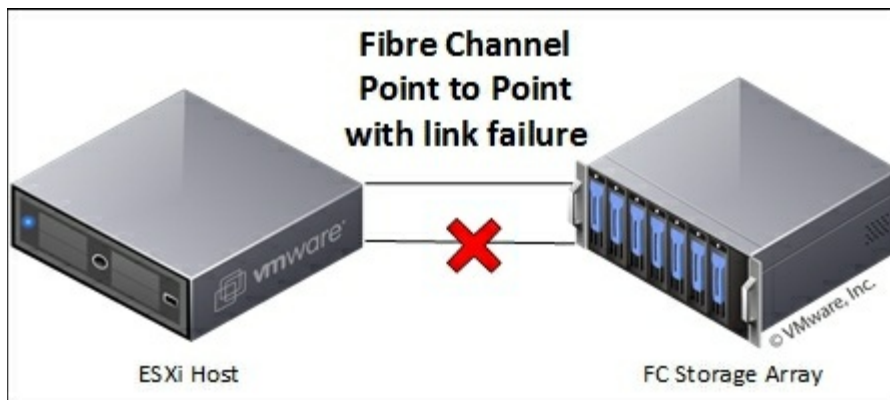 Fibre Channel
Point to Point
with link failure
vmware
© VMware, Inc.
ESXi Host
FC Storage Array